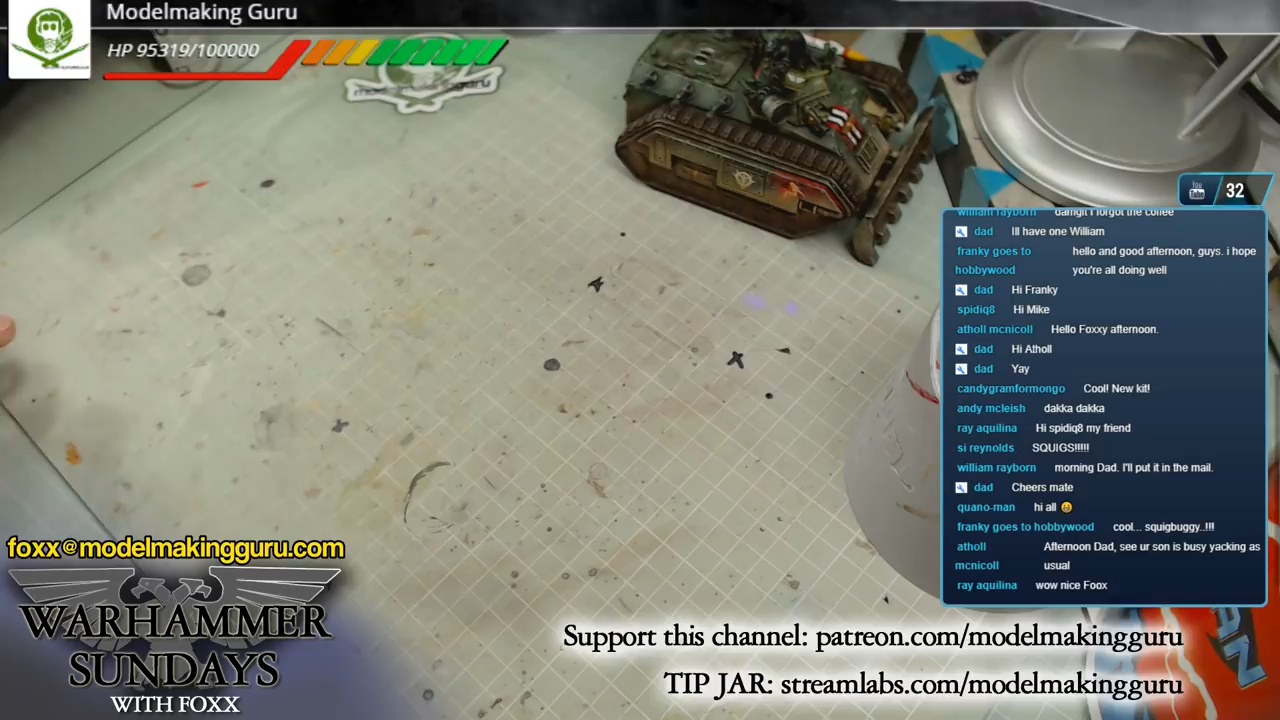 Modelmaking Guru
HP 95319/100000
modelmakingguru
You
Tube
32
william rayborn damgit i forgot the coffee
dad Ill have one William
franky goes to hello and good afternoon, guys. i hope
hobbywood you're all doing well
dad Hi Franky
spidiq8 Hi Mike
atholl mcnicoll Hello Foxxy afternoon.
dad Hi Atholl
dad Yay
candygramformongo Cool! New kit!
andy mcleish dakka dakka
ray aquilina Hi spidiq8 my friend
si reynolds SQUIGS!!!!!
william rayborn morning Dad. I'll put it in the mail.
dad Cheers mate
quano-man hi all
franky goes to hobbywood cool... squigbuggy..!!!
atholl Afternoon Dad, see ur son is busy yacking as
mcnicoll usual
ray aquilina wow nice Foox
foxx@modelmakingguru.com
WARHAMMER
SUNDAYS
WITH FOXX
Support this channel: patreon.com/modelmakingguru
TIP JAR: streamlabs.com/modelmakingguru